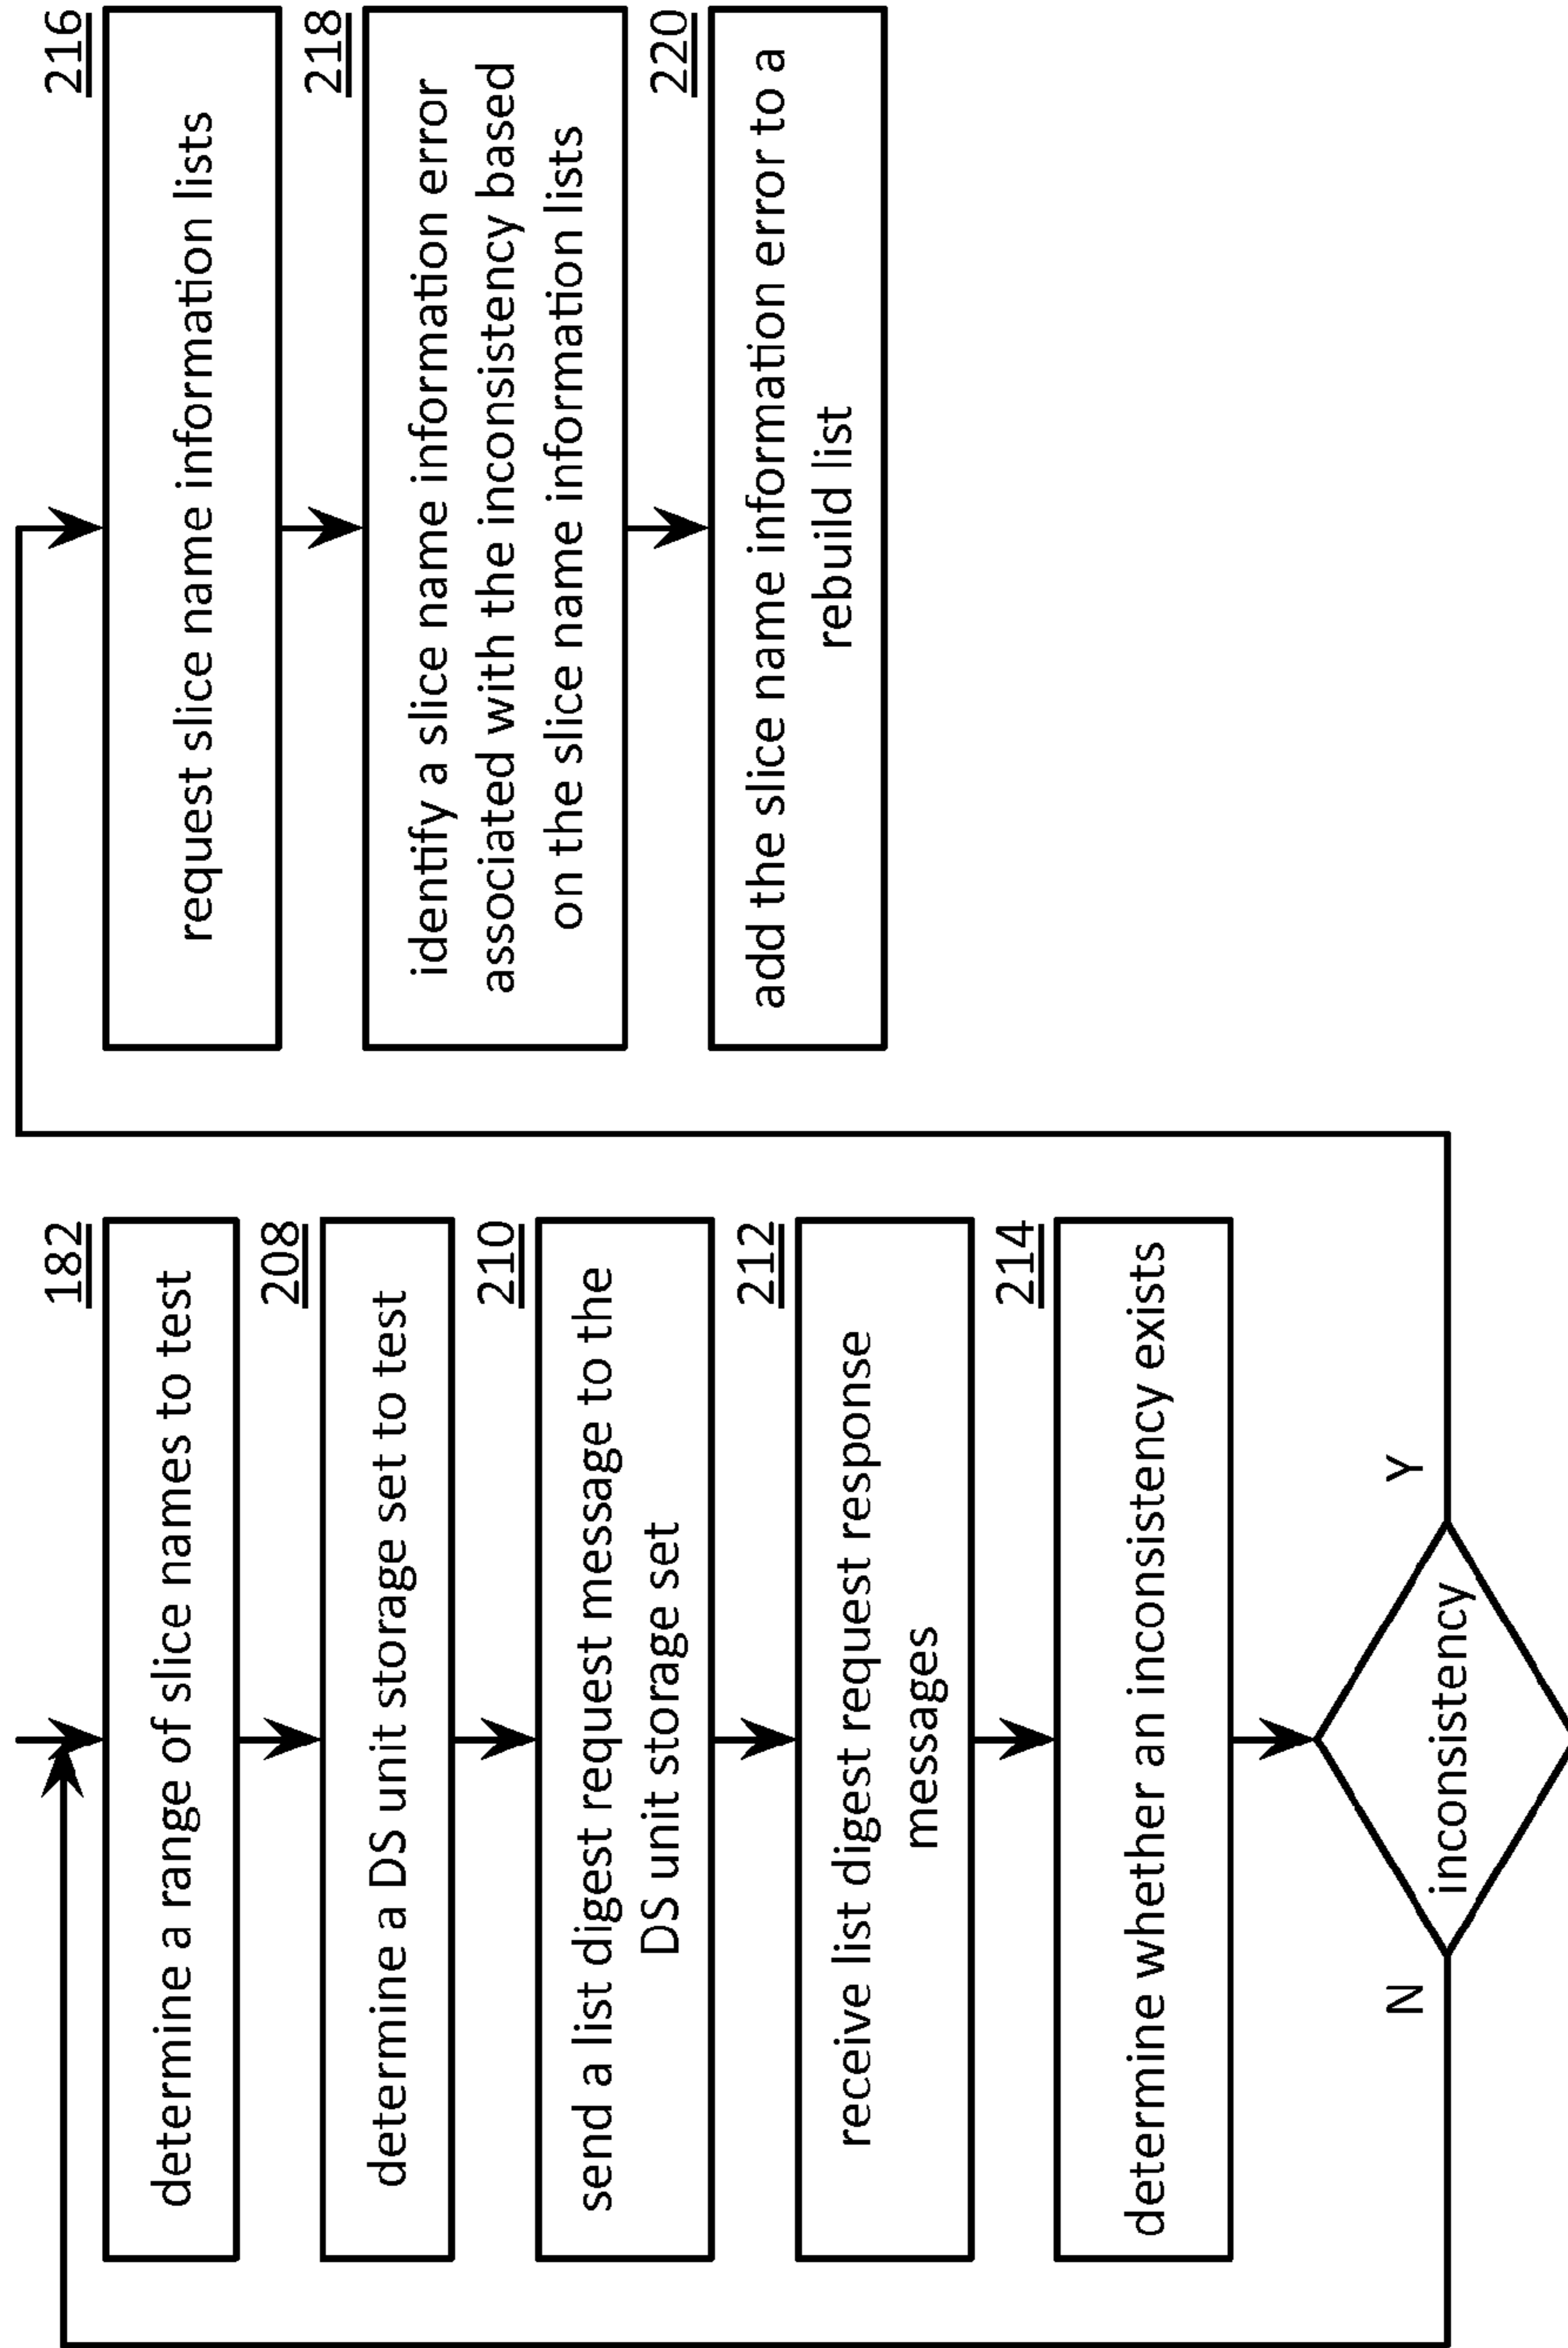 182
determine a range of slice names to test
208
determine a DS unit storage set to test
210
send a list digest request message to the
DS unit storage set
212
receive list digest request response
messages
214
determine whether an inconsistency exists
N
inconsistency
Y
216
request slice name information lists
218
identify a slice name information error
associated with the inconsistency based
on the slice name information lists
220
add the slice name information error to a
rebuild list